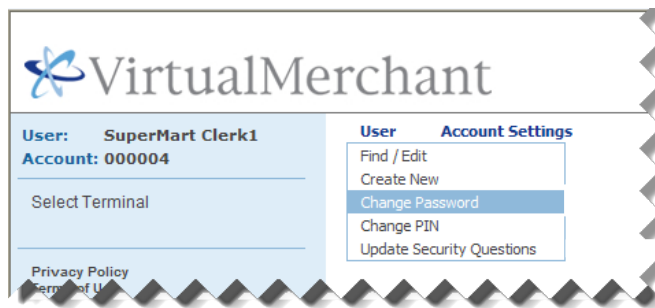 VirtualMerchant
User: SuperMart Clerk1
Account: 000004
Select Terminal
Privacy Policy
User Account Settings
Find / Edit
Create New
Change Password
Change PIN
Update Security Questions